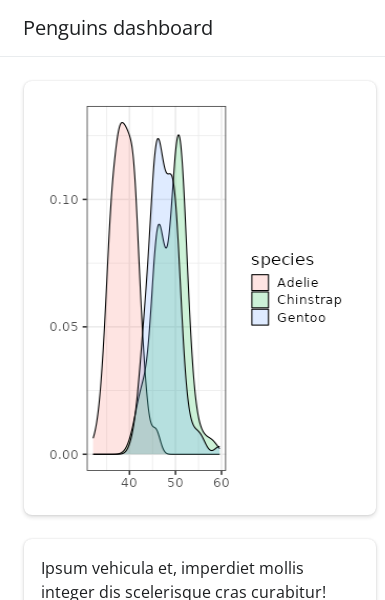 Penguins dashboard
0.10
0.05
0.00
40 50 60
species
Adelie
Chinstrap
Gentoo
Ipsum vehicula et, imperdiet mollis
integer dis scelerisque cras curabitur!